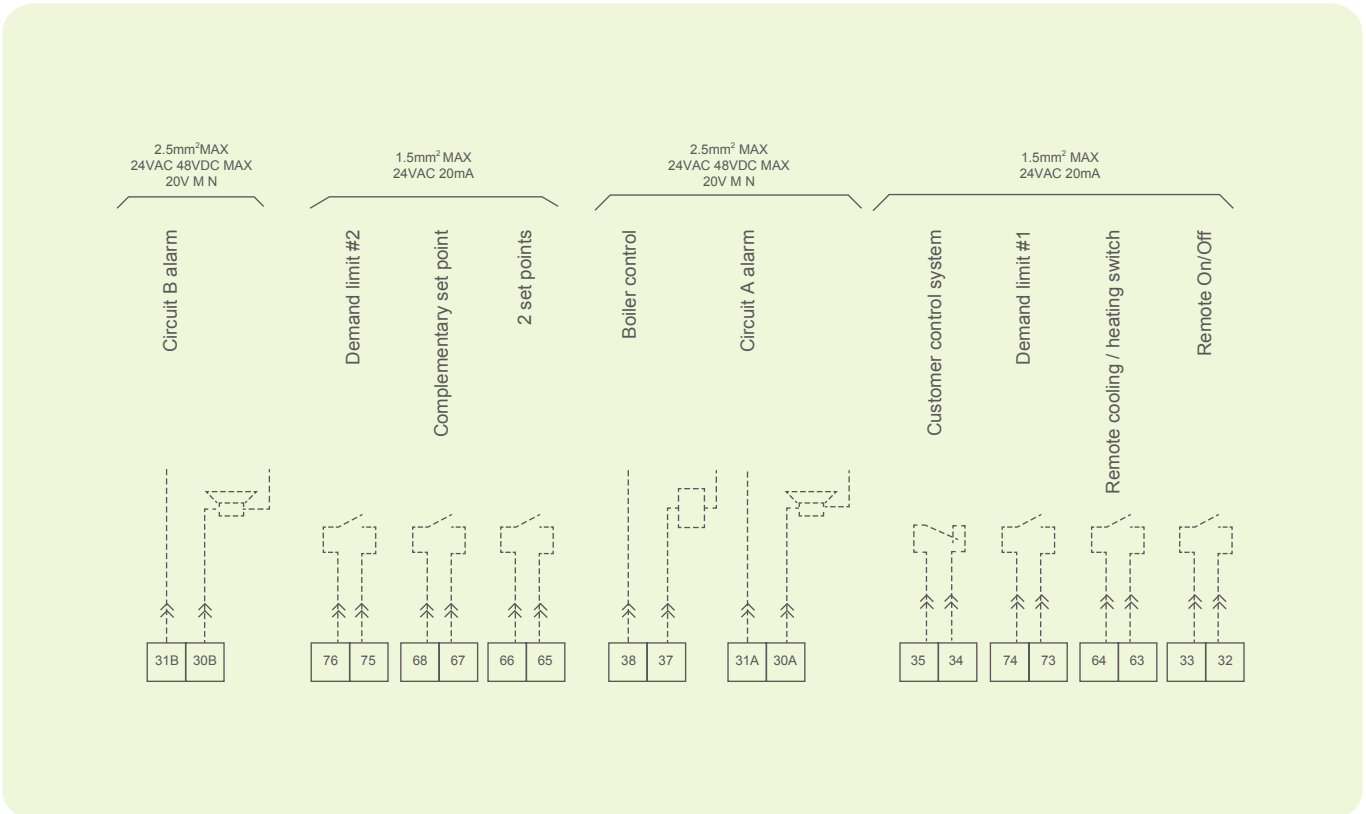 2.5mm²MAX
24VAC 48VDC MAX
20V M N
1.5mm² MAX
24VAC 20mA
2.5mm² MAX
24VAC 48VDC MAX
20V M N
1.5mm² MAX
24VAC 20mA
Circuit B alarm
Demand limit #2
Complementary set point
2 set points
Boiler control
Circuit A alarm
Customer control system
Demand limit #1
Remote cooling / heating switch
Remote On/Off
31B 30B
76 75
68 67
66 65
38 37
31A 30A
35 34
74 73
64 63
33 32